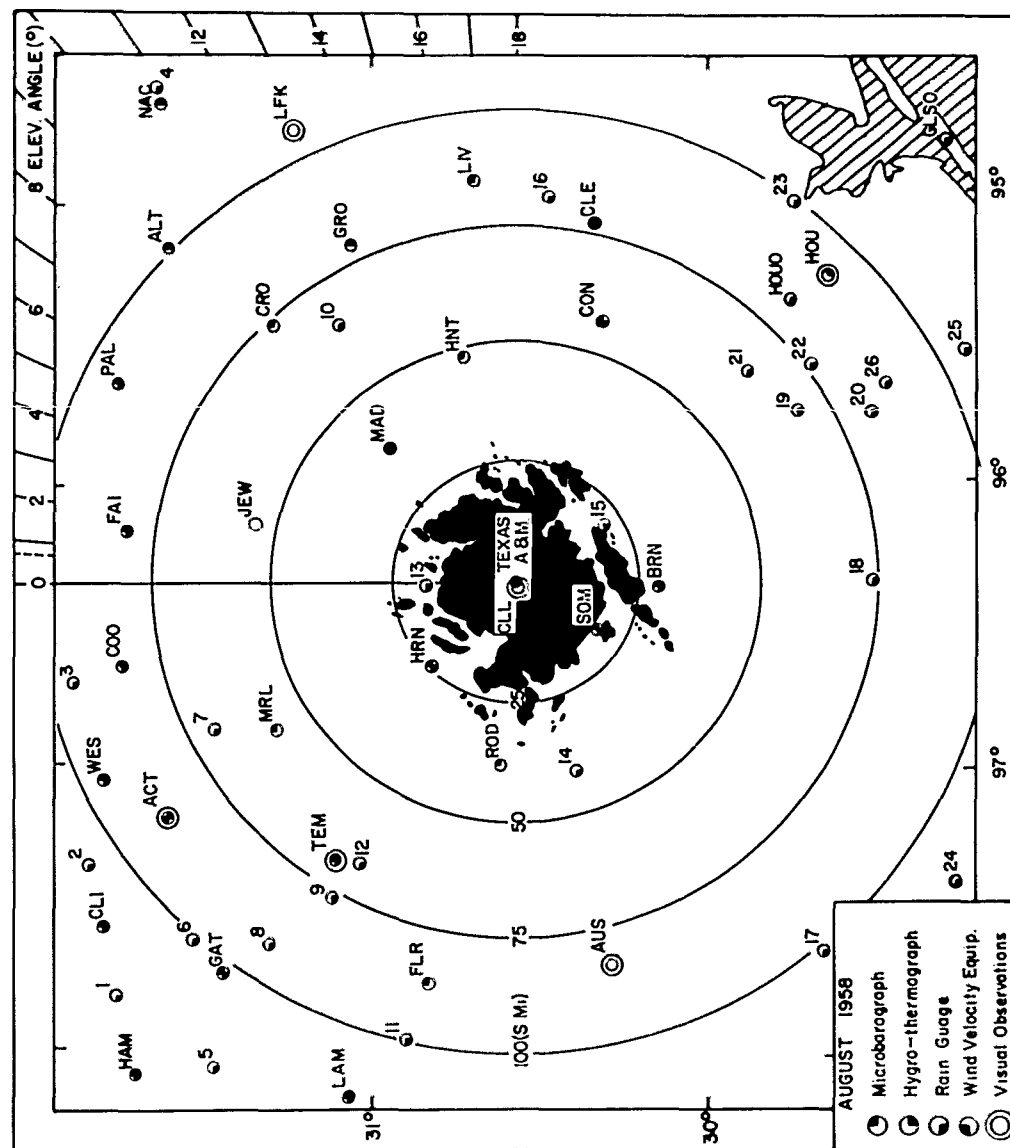 8 ELEV. ANGLE (°)
12
14
16
18
6
4
2
0
NAC
4
LFK
ALT
LIV
16
GRO
CLE
23
GLSO
95°
PAL
CRO
10
HNT
CON
HOUO
HOU
21
22
25
26
19
20
MAD
FAI
JEW
96°
13
TEXAS
A & M
CLL
15
BRN
18
SOM
COO
3
HRN
25
7
MRL
ROD
14
97°
WES
ACT
50
2
TEM
12
9
CLI
6
8
75
AUS
24
GAT
FLR
17
1
11
100(S MI)
HAM
5
LAM
31°
30°
AUGUST 1958
Microbarograph
Hygro-thermograph
Rain Guage
Wind Velocity Equip.
Visual Observations